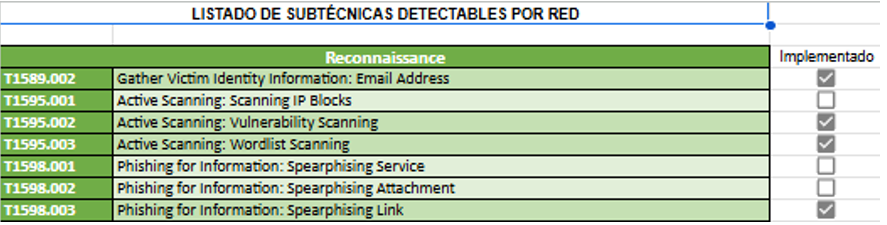 LISTADO DE SUBTÉCNICAS DETECTABLES POR RED
Reconnaissance Implementado
T1589.002 Gather Victim Identity Information: Email Address
T1595.001 Active Scanning: Scanning IP Blocks
T1595.002 Active Scanning: Vulnerability Scanning
T1595.003 Active Scanning: Wordlist Scanning
T1598.001 Phishing for Information: Spearphising Service
T1598.002 Phishing for Information: Spearphising Attachment
T1598.003 Phishing for Information: Spearphising Link